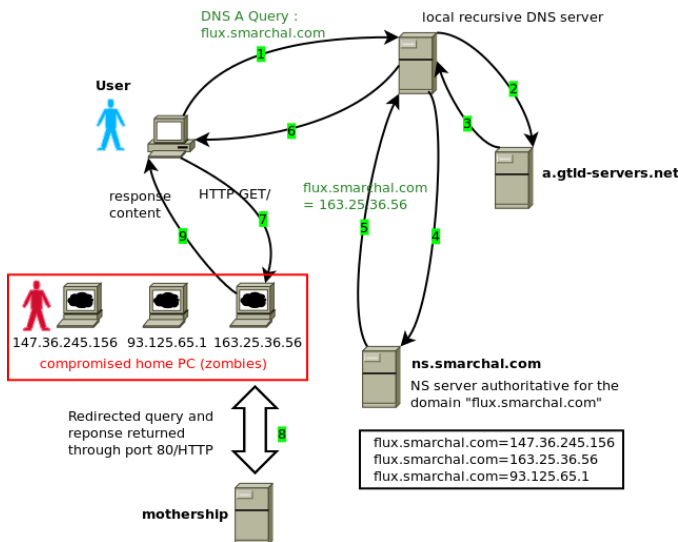 DNS A Query :
flux.smarchal.com
local recursive DNS server
1
2
User
6
3
a.gtld-servers.net
response
content
HTTP GET/
flux.smarchal.com
= 163.25.36.56
7
9
5
4
147.36.245.156
93.125.65.1
163.25.36.56
compromised home PC (zombies)
ns.smarchal.com
NS server authoritative for the
domain "flux.smarchal.com"
Redirected query and
reponse returned
through port 80/HTTP
8
flux.smarchal.com=147.36.245.156
flux.smarchal.com=163.25.36.56
flux.smarchal.com=93.125.65.1
mothership